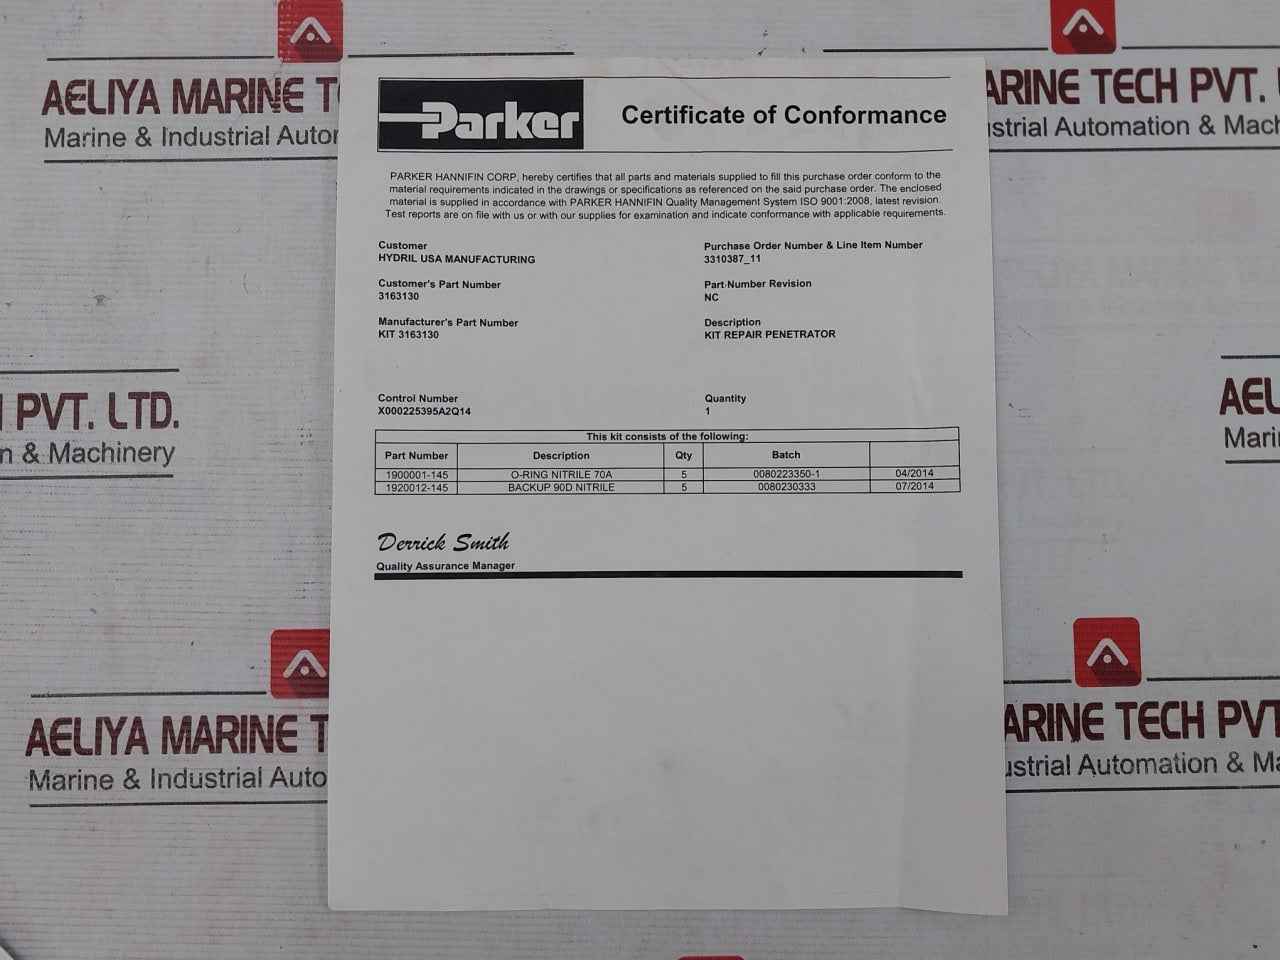 AELIYA MARINE T
Marine & Industrial Autor
ARINE TECH PVT.
strial Automation & Mach
Parker
Certificate of Conformance
PARKER HANNIFIN CORP, hereby certifies that all parts and materials supplied to fill this purchase order conform to the
material requirements indicated in the drawings or specifications as referenced on the said purchase order. The enclosed
material is supplied in accordance with PARKER HANNIFIN Quality Management System ISO 9001:2008, latest revision.
Test reports are on file with us or with our supplies for examination and indicate conformance with applicable requirements.
Customer
HYDRIL USA MANUFACTURING
Purchase Order Number & Line Item Number
3310387_11
Customer's Part Number
3163130
Part Number Revision
NC
Manufacturer's Part Number
KIT 3163130
Description
KIT REPAIR PENETRATOR
Control Number
X000225395A2Q14
Quantity
1
This kit consists of the following:
Part Number Description Qty Batch
1900001-145 O-RING NITRILE 70A 5 0080223350-1 04/2014
1920012-145 BACKUP 90D NITRILE 5 0080230333 07/2014
Derrick Smith
Quality Assurance Manager
H PVT. LTD.
n & Machinery
AEL
Mari
AELIYA MARINE T
Marine & Industrial Auto
ARINE TECH PVT
ustrial Automation & Ma